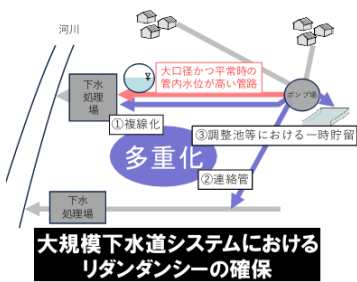 河川
大口径かつ平常時の
管内水位が高い管路
下水
処理
場
ポンプ場
①複線化
③調整池等における一時貯留
多重化
②連絡管
下水
処理場
大規模下水道システムにおける
リダンダンシーの確保